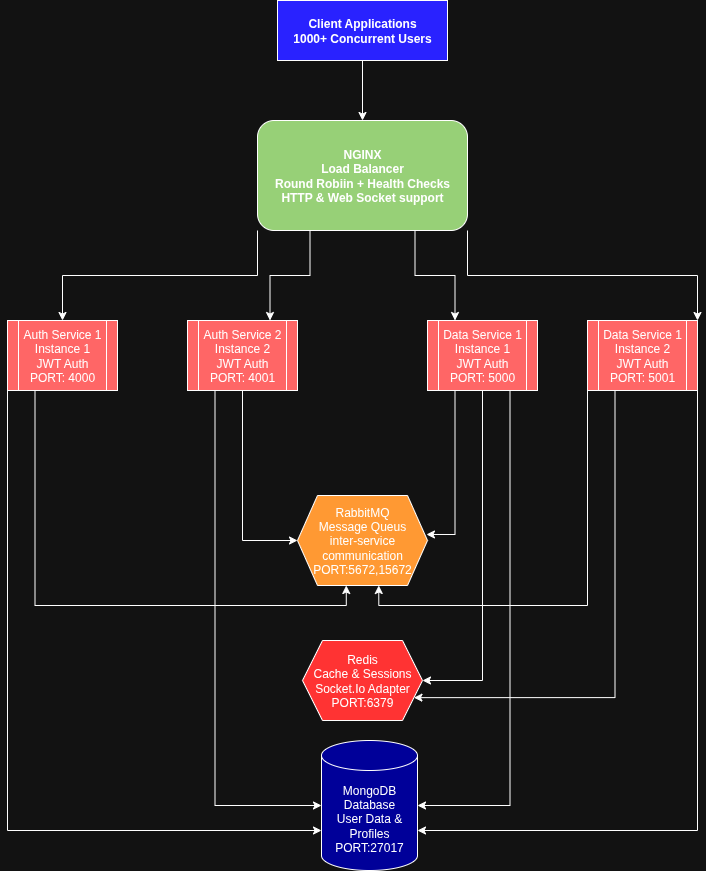 Client Applications
1000+ Concurrent Users
NGINX
Load Balancer
Round Robiin + Health Checks
HTTP & Web Socket support
Auth Service 1
Instance 1
JWT Auth
PORT: 4000
Auth Service 2
Instance 2
JWT Auth
PORT: 4001
Data Service 1
Instance 1
JWT Auth
PORT: 5000
Data Service 1
Instance 2
JWT Auth
PORT: 5001
RabbitMQ
Message Queus
inter-service
communication
PORT:5672,15672
Redis
Cache & Sessions
Socket.Io Adapter
PORT:6379
MongoDB
Database
User Data &
Profiles
PORT:27017